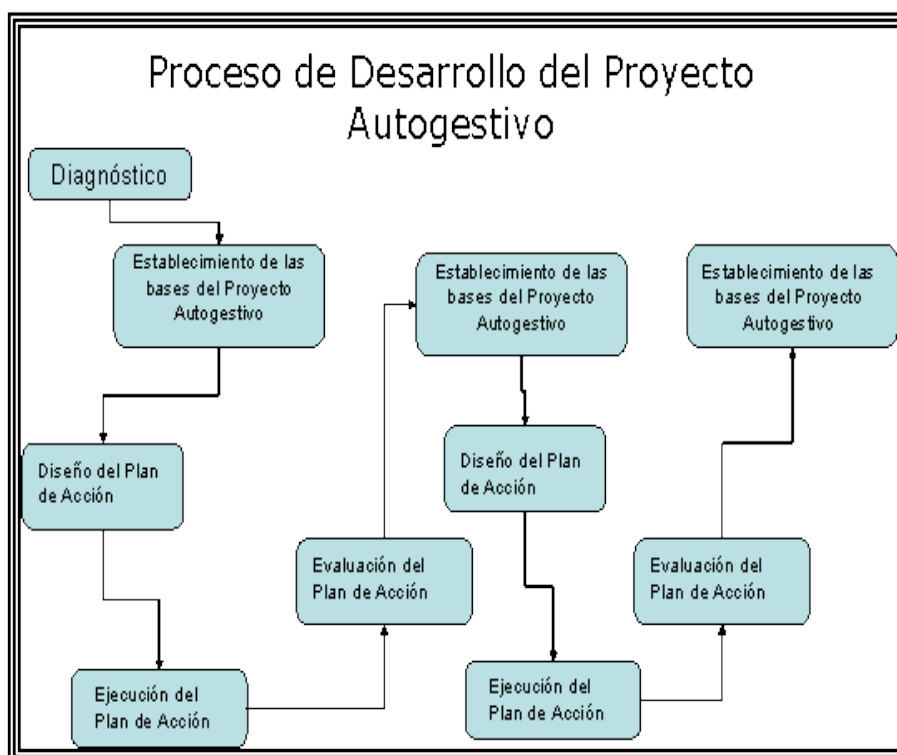 Proceso de Desarrollo del Proyecto
Autogestivo
Diagnóstico
Establecimiento de las
bases del Proyecto
Autogestivo
Diseño del Plan
de Acción
Ejecución del
Plan de Acción
Evaluación del
Plan de Acción
Establecimiento de las
bases del Proyecto
Autogestivo
Diseño del Plan
de Acción
Ejecución del
Plan de Acción
Evaluación del
Plan de Acción
Establecimiento de las
bases del Proyecto
Autogestivo